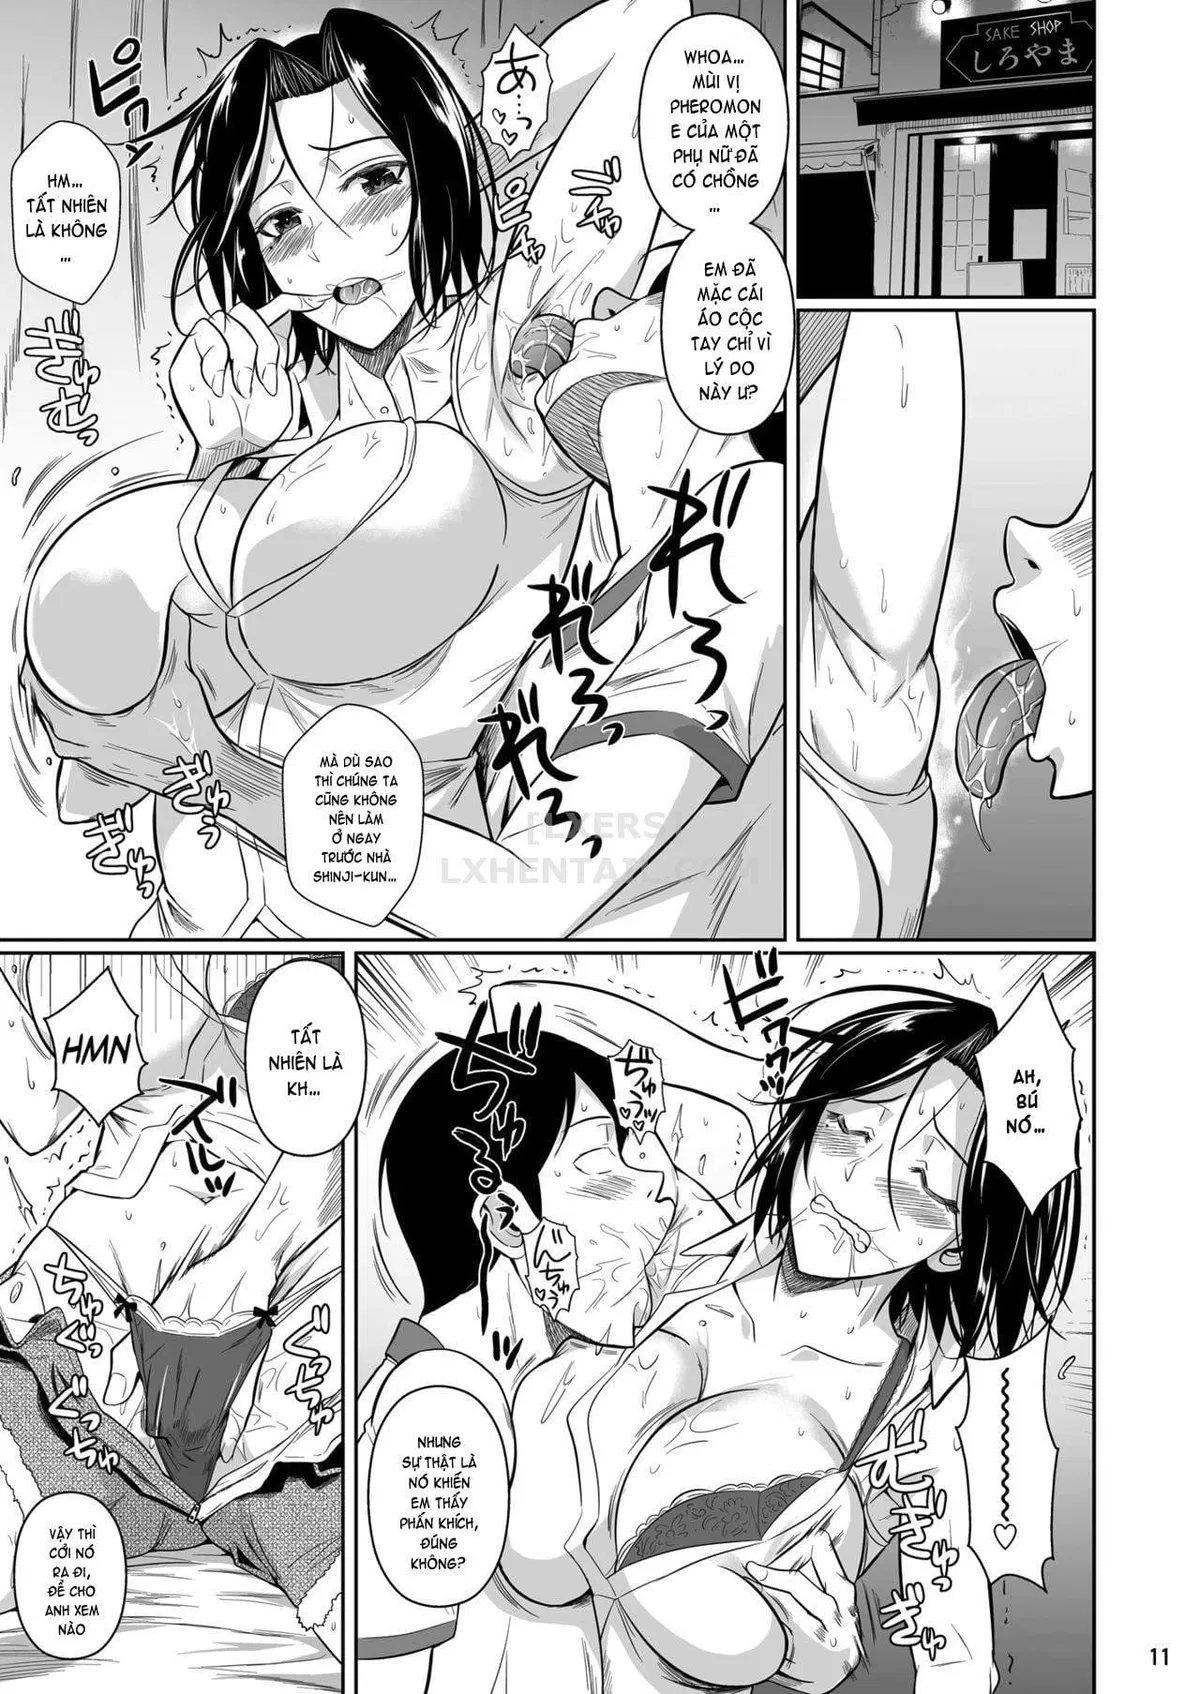 SAKE SHOP
しろやま
WHOA...
MÙI VỊ
PHEROMON
E CỦA MỘT
PHỤ NỮ ĐÃ
CÓ CHỒNG
...
EM ĐÃ
MẶC CÁI
ÁO CỘC
TAY CHỈ VÌ
LÝ DO
NÀY Ư?
あ…っ
HM...
TẤT NHIÊN
LÀ KHÔNG
...
れろ
れろ
れろ
MÀ DÙ SAO
THÌ CHÚNG TA
CŨNG KHÔNG
NÊN LÀM
Ở NGAY
TRƯỚC NHÀ
SHINJI-KUN...
[LXERS]
LXHENTAI.COM
AH,
BÚ
NÓ...
NHƯNG
SỰ THẬT LÀ
NÓ KHIẾN
EM THẤY
PHẤN KHÍCH,
ĐÚNG
KHÔNG?
TẤT
NHIÊN LÀ
KH...
HMN
VẬY THÌ
CỞI NÓ
RA ĐI,
ĐỂ CHO
ANH XEM
NÀO
11